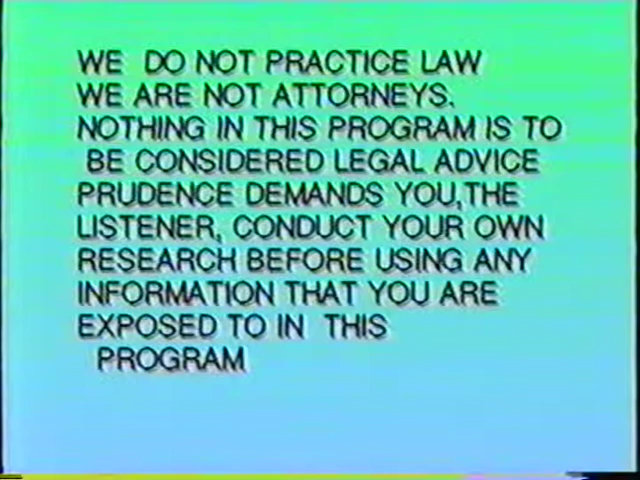 WE DO NOT PRACTICE LAW
WE ARE NOT ATTORNEYS.
NOTHING IN THIS PROGRAM IS TO
BE CONSIDERED LEGAL ADVICE
PRUDENCE DEMANDS YOU,THE
LISTENER, CONDUCT YOUR OWN
RESEARCH BEFORE USING ANY
INFORMATION THAT YOU ARE
EXPOSED TO IN THIS
PROGRAM